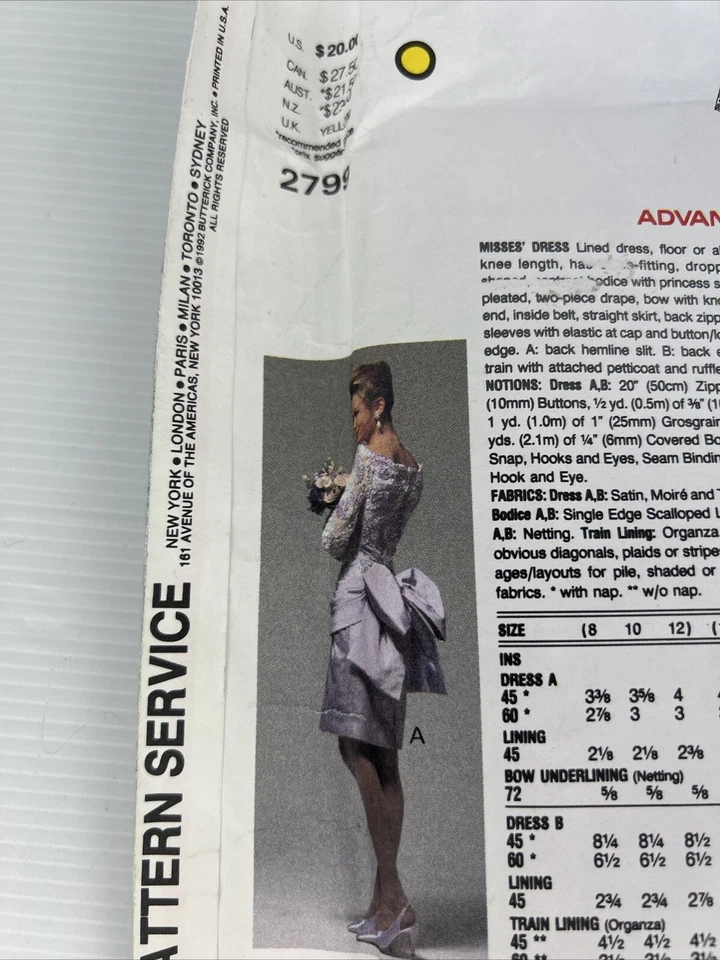 ATTERN SERVICE
NEW YORK ● LONDON ● PARIS ● MILAN ● TORONTO ● SYDNEY
161 AVENUE OF THE AMERICAS, NEW YORK 10013 ©1992 BUTTERICK COMPANY, INC. ● PRINTED IN U.S.A.
ALL RIGHTS RESERVED
U.S. $20.00
CAN. $27.50
AUST. *$21.5
N.Z.
U.K. YELL
*recommended
2799
ADVAN
MISSES' DRESS Lined dress, floor or a
knee length, has -fitting, dropp
bodice with princess s
pleated, two-piece drape, bow with kno
end, inside belt, straight skirt, back zipp
sleeves with elastic at cap and button/lo
edge. A: back hemline slit. B: back
train with attached petticoat and ruffle
NOTIONS: Dress A,B: 20" (50cm) Zipp
(10mm) Buttons, ½ yd. (0.5m) of ⅜" (1
1 yd. (1.0m) of 1" (25mm) Grosgrain
yds. (2.1m) of ¼" (6mm) Covered Bo
Snap, Hooks and Eyes, Seam Bindin
Hook and Eye.
FABRICS: Dress A,B: Satin, Moiré and T
Bodice A,B: Single Edge Scalloped L
A,B: Netting. Train Lining: Organza.
obvious diagonals, plaids or stripes
ages/layouts for pile, shaded or
fabrics. * with nap. ** w/o nap.
A
SIZE (8 10 12) (
INS
DRESS A
45 * 3⅜ 3⅝ 4
60 * 2⅞ 3 3
LINING
45 2⅛ 2⅛ 2⅜
BOW UNDERLINING (Netting)
72 ⅝ ⅝ ⅝
DRESS B
45 * 8¼ 8¼ 8½
60 * 6½ 6½ 6½
LINING
45 2¾ 2¾ 2⅞
TRAIN LINING (Organza)
45 ** 4½ 4½ 4½
60 **